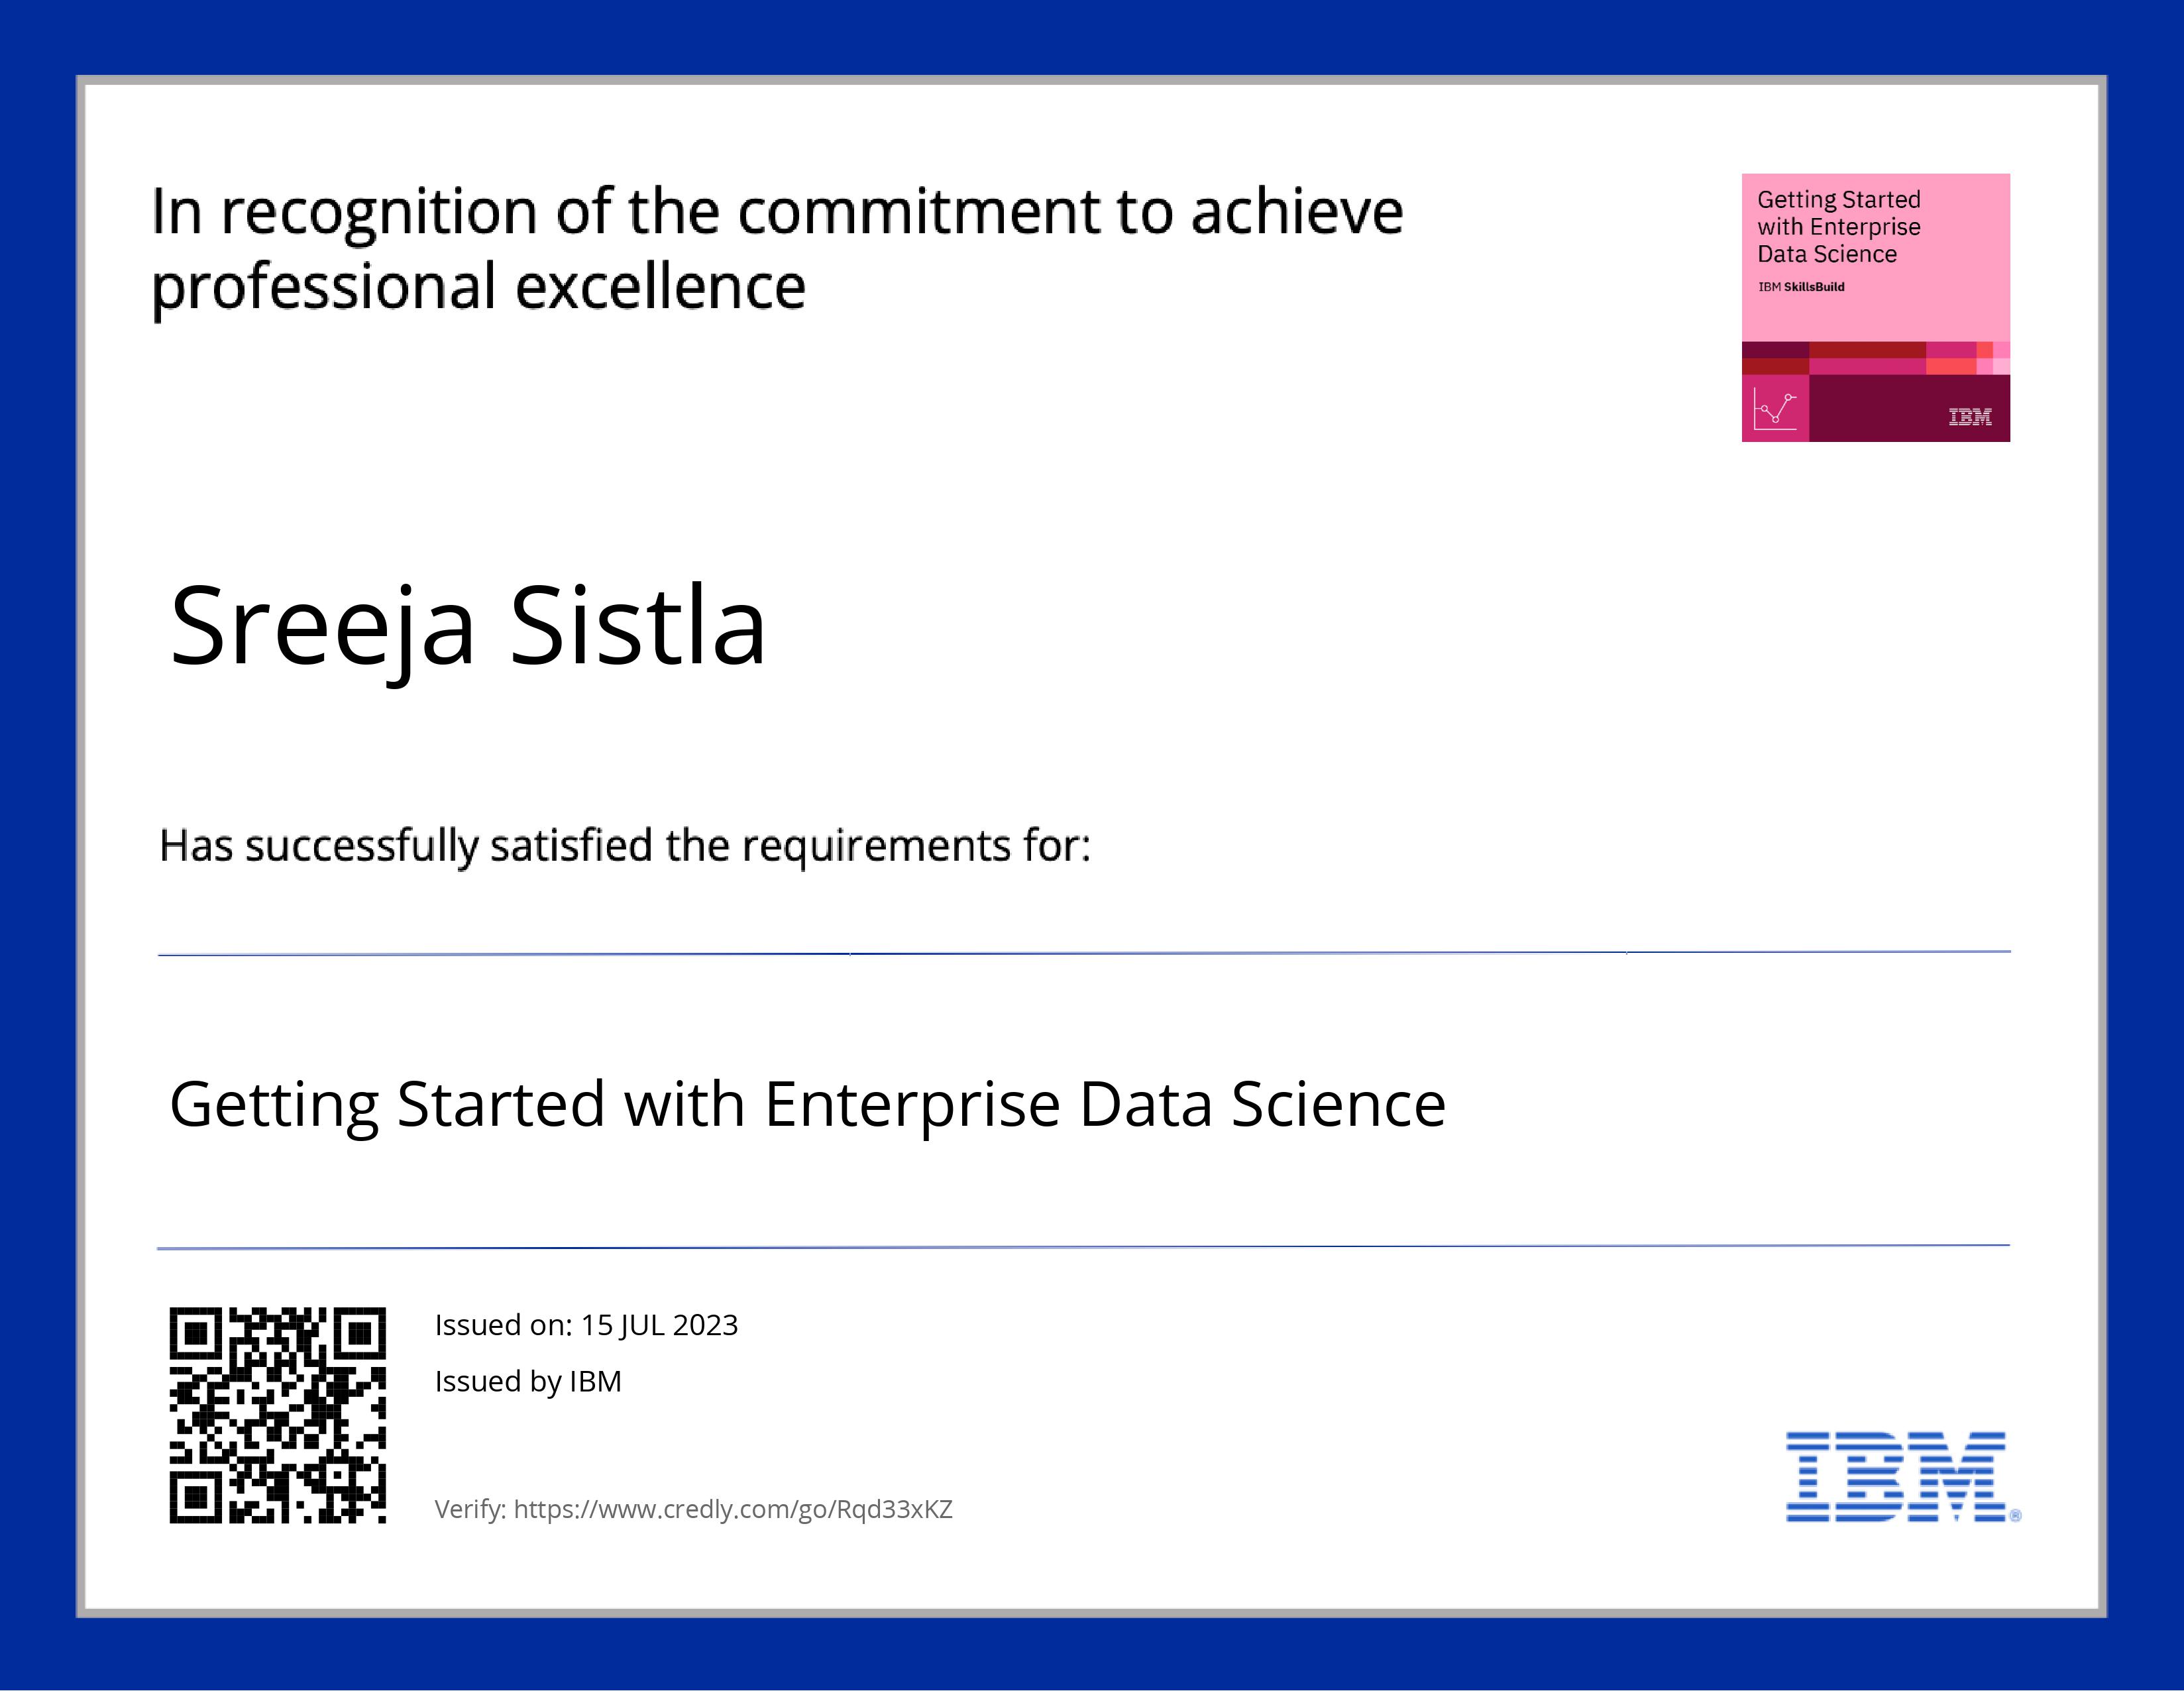 In recognition of the commitment to achieve
professional excellence
Getting Started
with Enterprise
Data Science
IBM SkillsBuild
IBM
Sreeja Sistla
Has successfully satisfied the requirements for:
Getting Started with Enterprise Data Science
Issued on: 15 JUL 2023
Issued by IBM
Verify: https://www.credly.com/go/Rqd33xKZ
IBM®